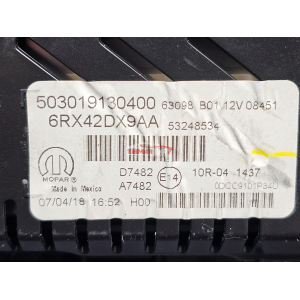 503019130400 63098 B01 12V 08451
6RX42DX9AA 53248534
MOPAR
Made in Mexico
D7482 E14 10R-04 1437
A7482
07/04/18 16:52 H00